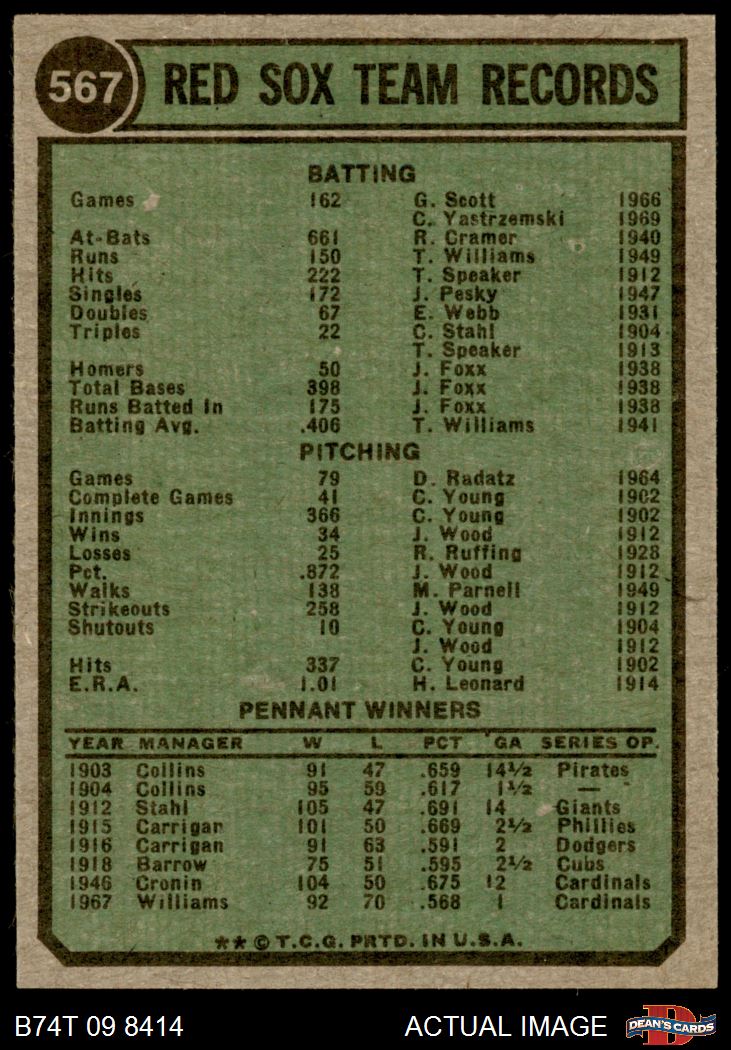 567 RED SOX TEAM RECORDS
BATTING
Games 162 G. Scott 1966
C. Yastrzemski 1969
At-Bats 661 R. Cramer 1940
Runs 150 T. Williams 1949
Hits 222 T. Speaker 1912
Singles 172 J. Pesky 1947
Doubles 67 E. Webb 1931
Triples 22 C. Stahl 1904
T. Speaker 1913
Homers 50 J. Foxx 1938
Total Bases 398 J. Foxx 1938
Runs Batted In 175 J. Foxx 1938
Batting Avg. .406 T. Williams 1941
PITCHING
Games 79 D. Radatz 1964
Complete Games 41 C. Young 1902
Innings 366 C. Young 1902
Wins 34 J. Wood 1912
Losses 25 R. Ruffing 1928
Pct. .872 J. Wood 1912
Walks 138 M. Parnell 1949
Strikeouts 258 J. Wood 1912
Shutouts 10 C. Young 1904
J. Wood 1912
Hits 337 C. Young 1902
E.R.A. 1.01 H. Leonard 1914
PENNANT WINNERS
YEAR MANAGER W L PCT GA SERIES OP.
1903 Collins 91 47 .659 14½ Pirates
1904 Collins 95 59 .617 1½ —
1912 Stahl 105 47 .691 14 Giants
1915 Carrigan 101 50 .669 2½ Phillies
1916 Carrigan 91 63 .591 2 Dodgers
1918 Barrow 75 51 .595 2½ Cubs
1946 Cronin 104 50 .675 12 Cardinals
1967 Williams 92 70 .568 1 Cardinals
★★ © T.C.G. PRTD. IN U.S.A.
B74T 09 8414 ACTUAL IMAGE DEAN'S CARDS